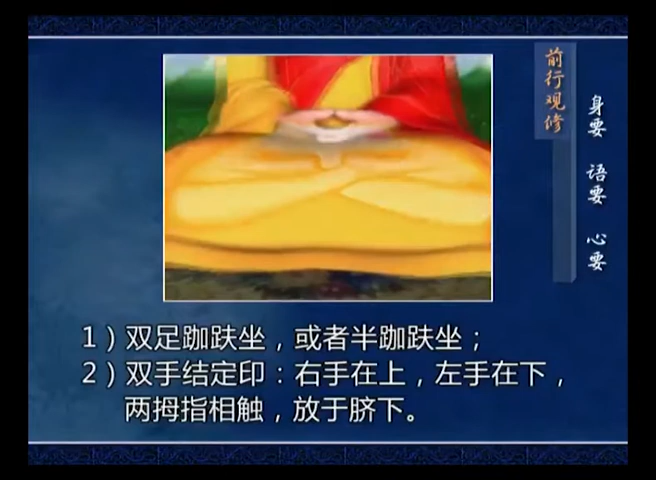 前行观修
身要 语要 心要
1）双足跏趺坐，或者半跏趺坐；
2）双手结定印：右手在上，左手在下，
两拇指相触，放于脐下。